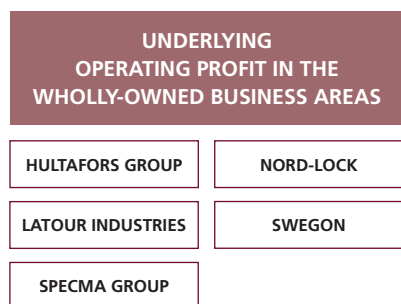 UNDERLYING
OPERATING PROFIT IN THE
WHOLLY-OWNED BUSINESS AREAS
HULTAFORS GROUP
NORD-LOCK
LATOUR INDUSTRIES
SWEGON
SPECMA GROUP